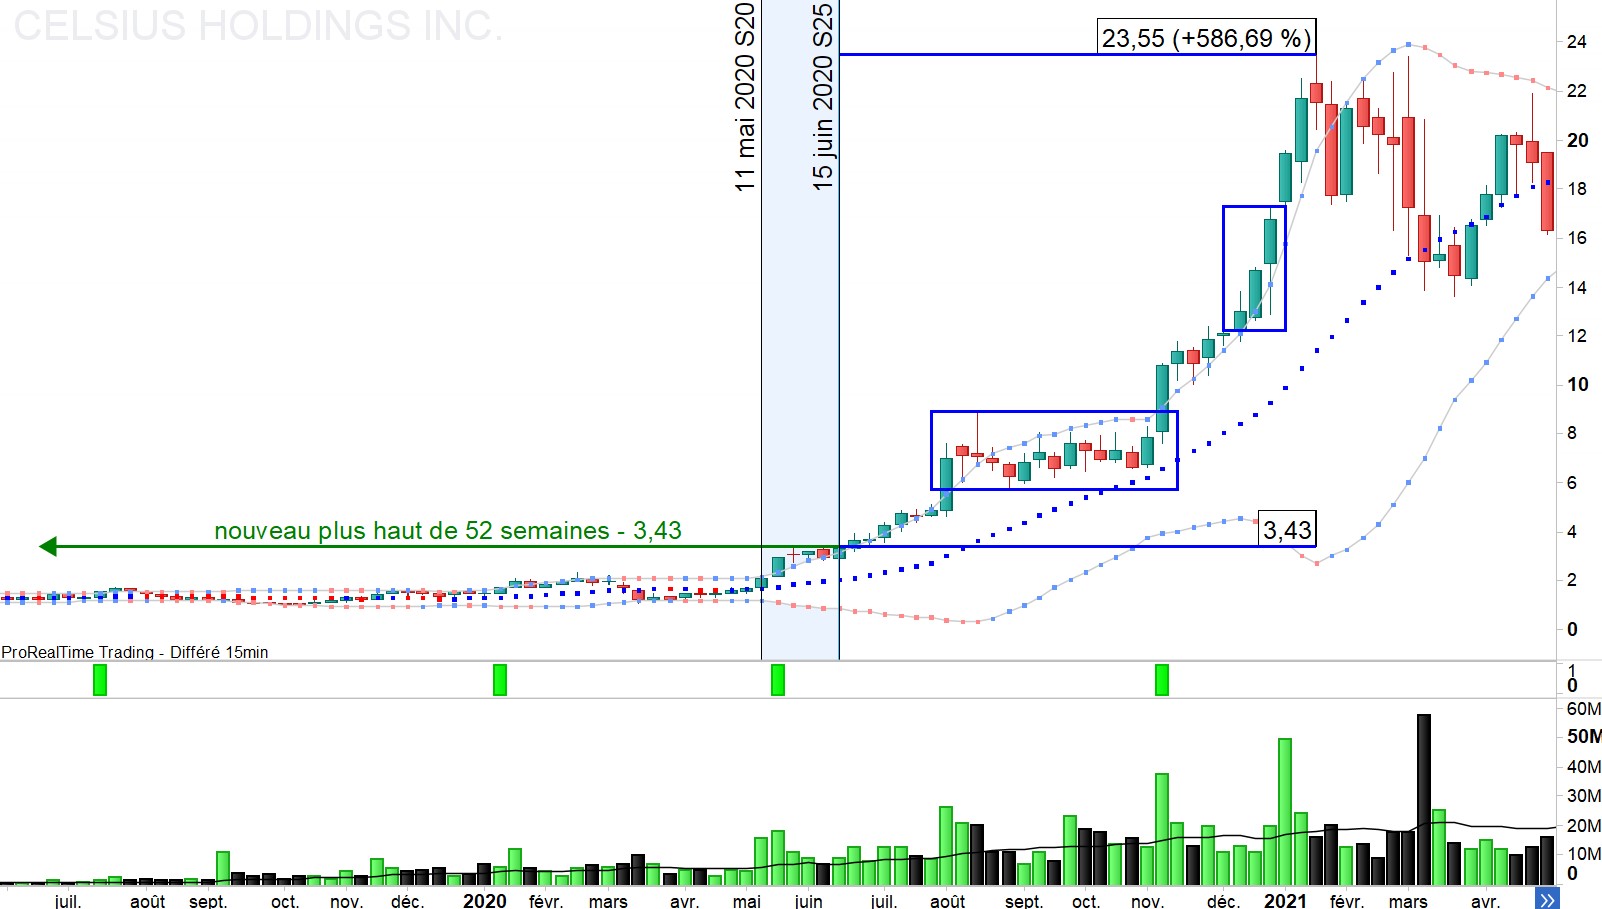 CELSIUS HOLDINGS INC.
11 mai 2020 S20
15 juin 2020 S25
23,55 (+586,69 %)
24
22
20
18
16
14
12
10
8
6
4
2
0
nouveau plus haut de 52 semaines - 3,43
3,43
ProRealTime Trading - Différé 15min
1
0
60M
50M
40M
30M
20M
10M
0
juil. août sept. oct. nov. déc. 2020 févr. mars avr. mai juin juil. août sept. oct. nov. déc. 2021 févr. mars avr.